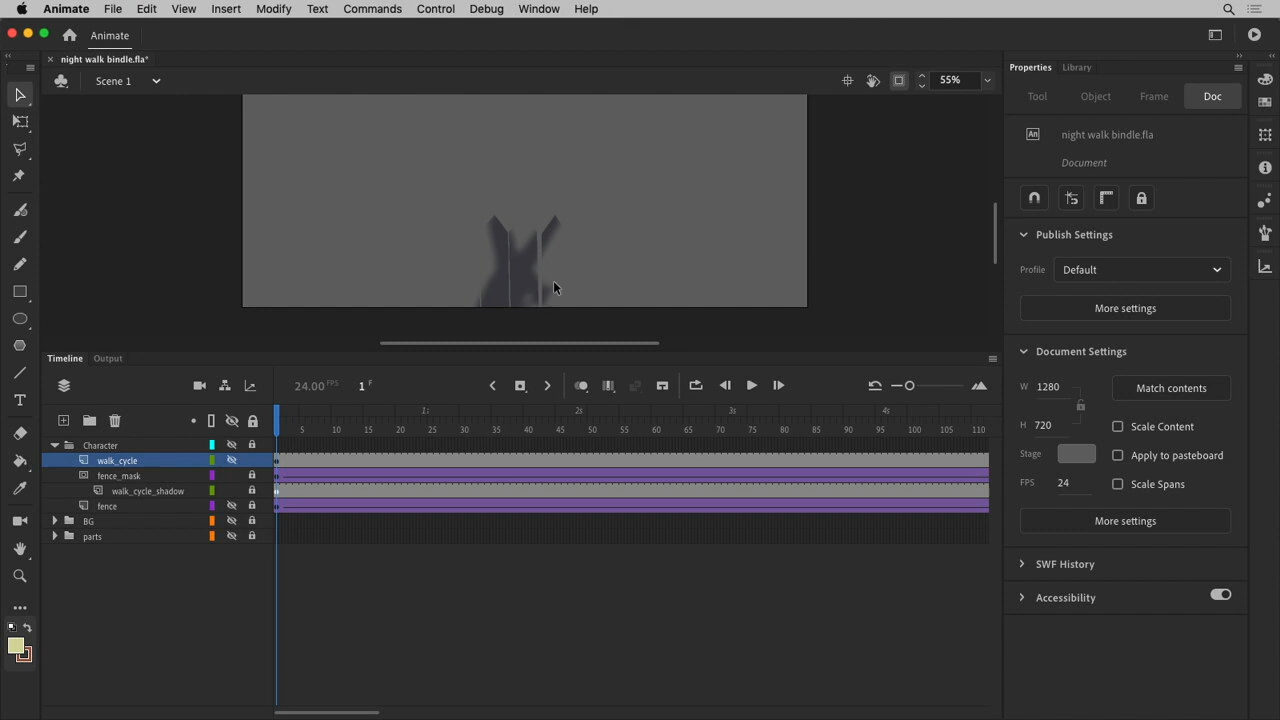 Animate File Edit View Insert Modify Text Commands Control Debug Window Help
Animate
night walk bindle.fla*
Scene 1
55%
Properties Library
Tool Object Frame Doc
An night walk bindle.fla
Document
Publish Settings
Profile Default
More settings
Document Settings
W 1280 Match contents
H 720 Scale Content
Stage Apply to pasteboard
FPS 24 Scale Spans
More settings
SWF History
Accessibility
Timeline Output
24.00 FPS 1 F
1s 2s 3s 4s
5 10 15 20 25 30 35 40 45 50 55 60 65 70 75 80 85 90 95 100 105 110
Character
walk_cycle
fence_mask
walk_cycle_shadow
fence
BG
parts